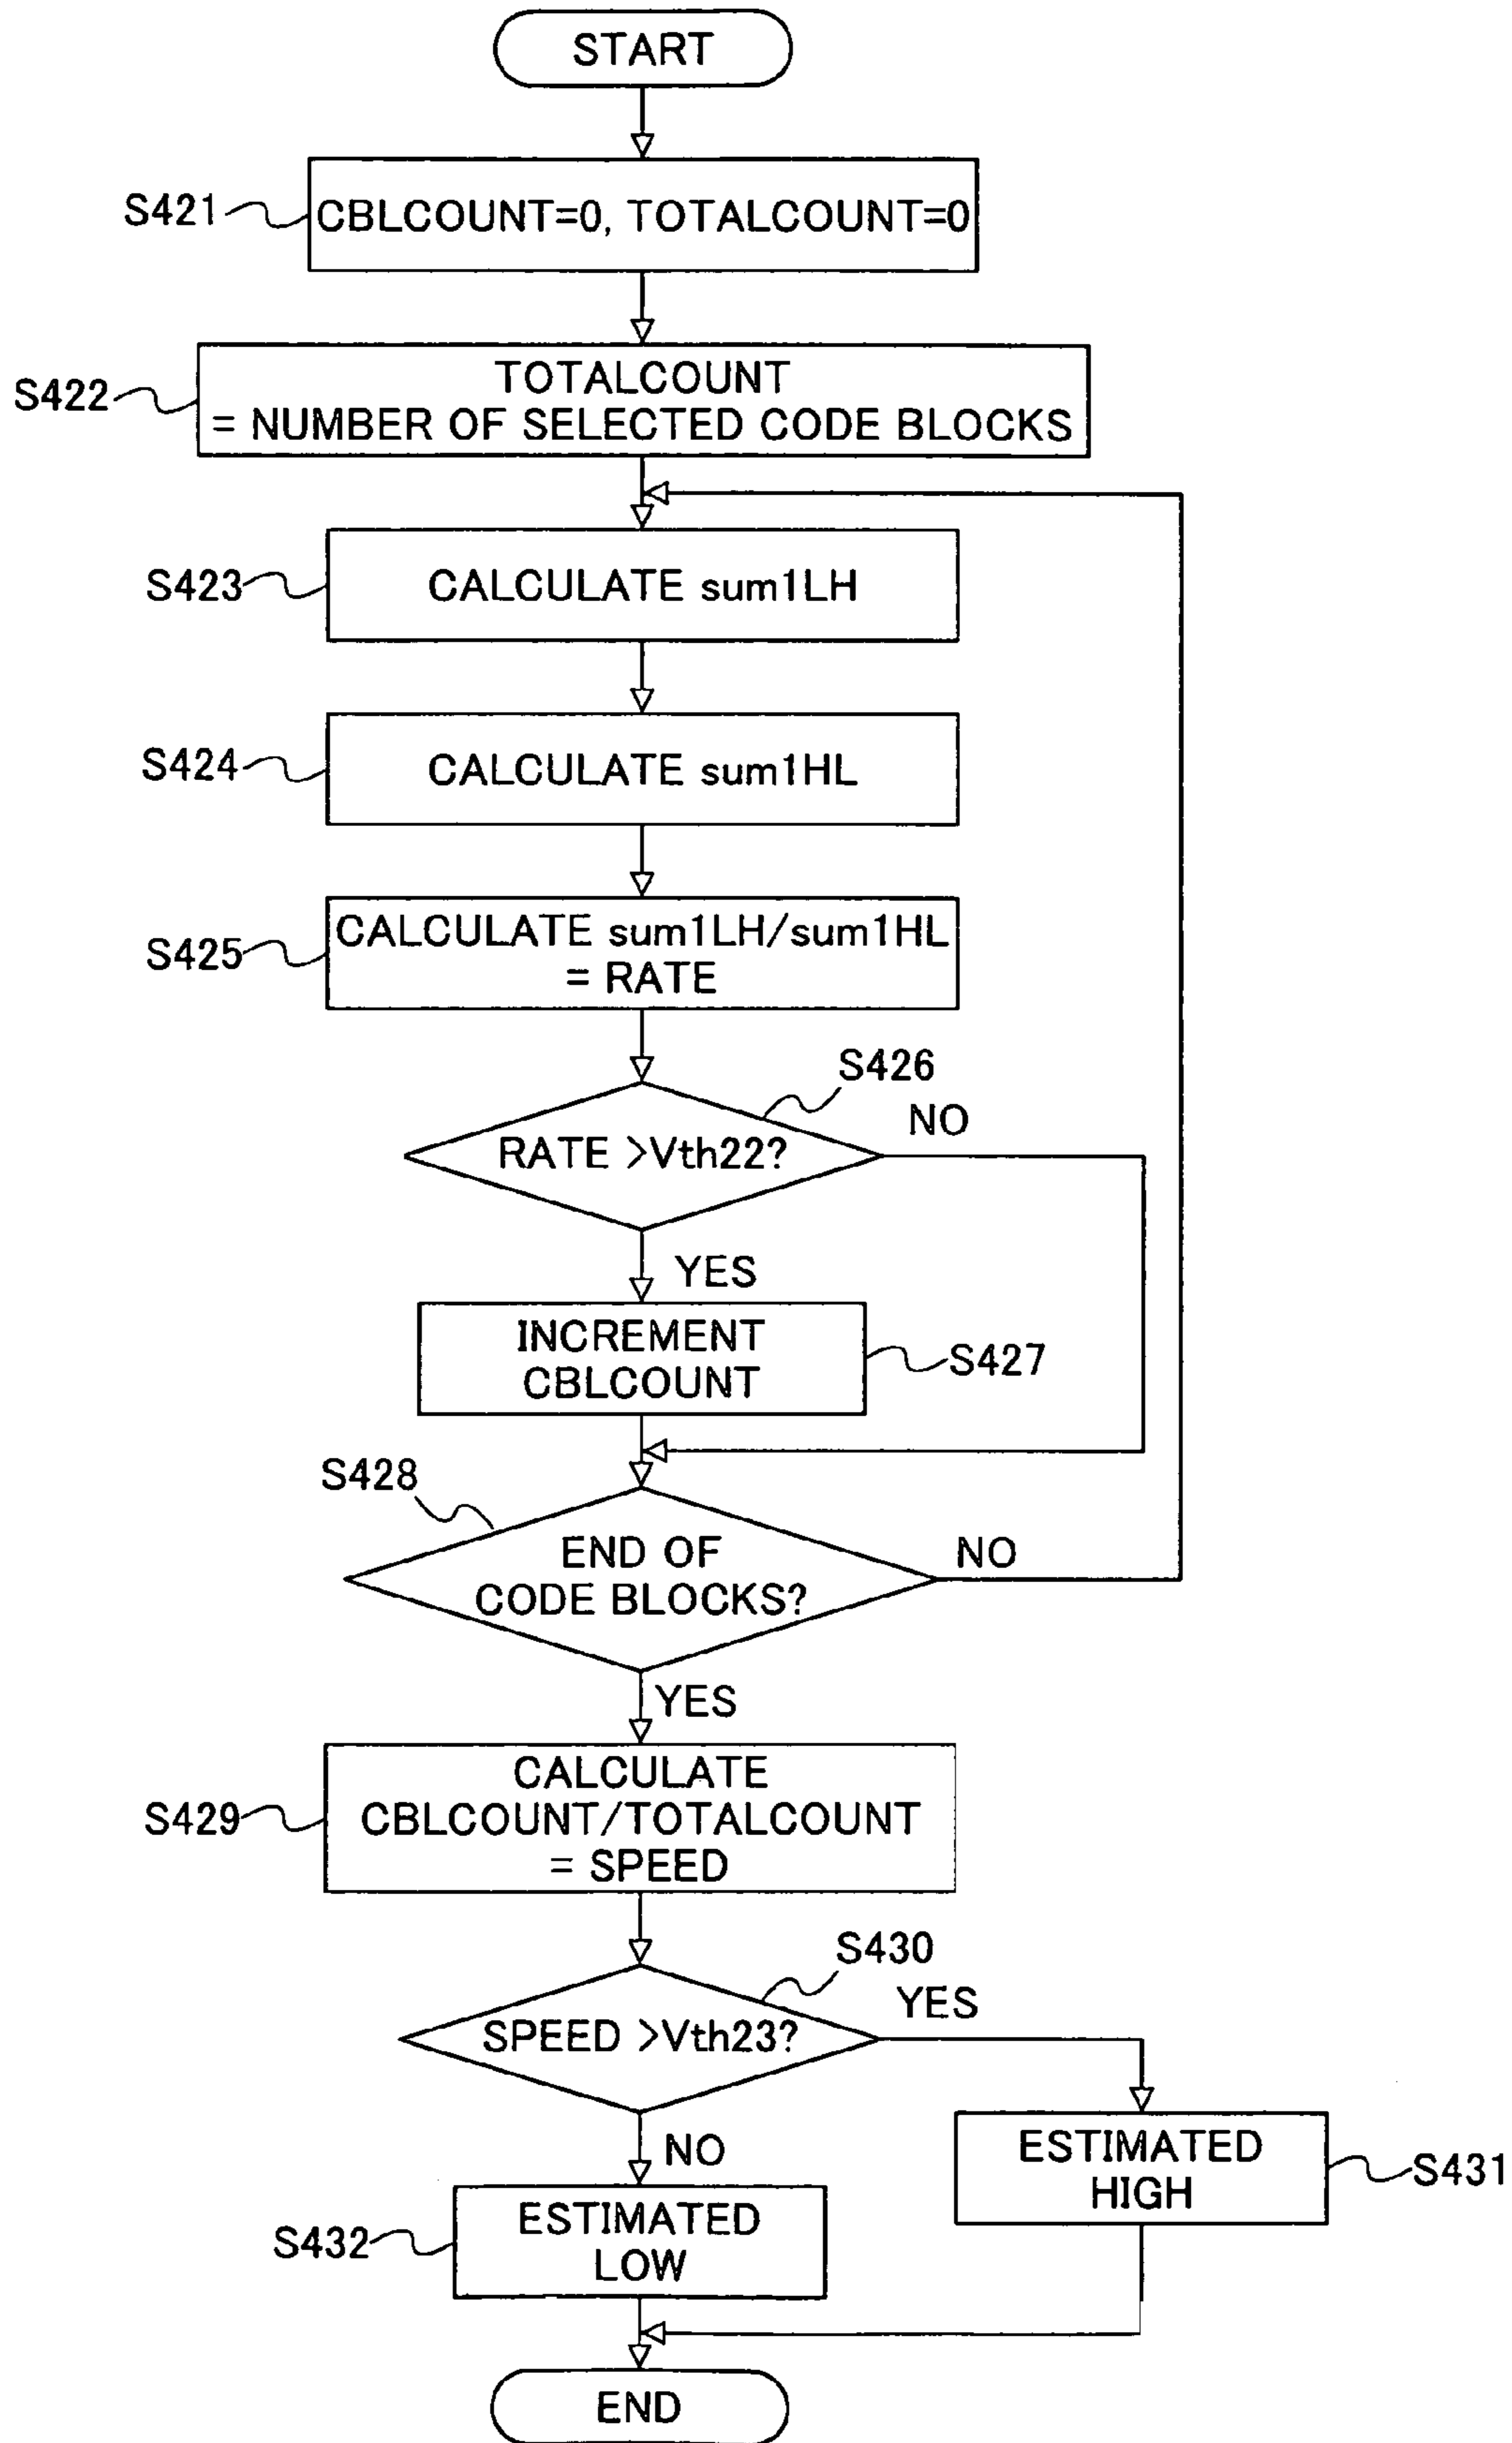 START
S421
CBLCOUNT=0, TOTALCOUNT=0
S422
TOTALCOUNT
= NUMBER OF SELECTED CODE BLOCKS
S423
CALCULATE sum1LH
S424
CALCULATE sum1HL
S425
CALCULATE sum1LH/sum1HL
= RATE
S426
RATE >Vth22?
NO
YES
INCREMENT
CBLCOUNT
S427
S428
END OF
CODE BLOCKS?
NO
YES
S429
CALCULATE
CBLCOUNT/TOTALCOUNT
= SPEED
S430
SPEED >Vth23?
YES
NO
ESTIMATED
HIGH
S431
S432
ESTIMATED
LOW
END